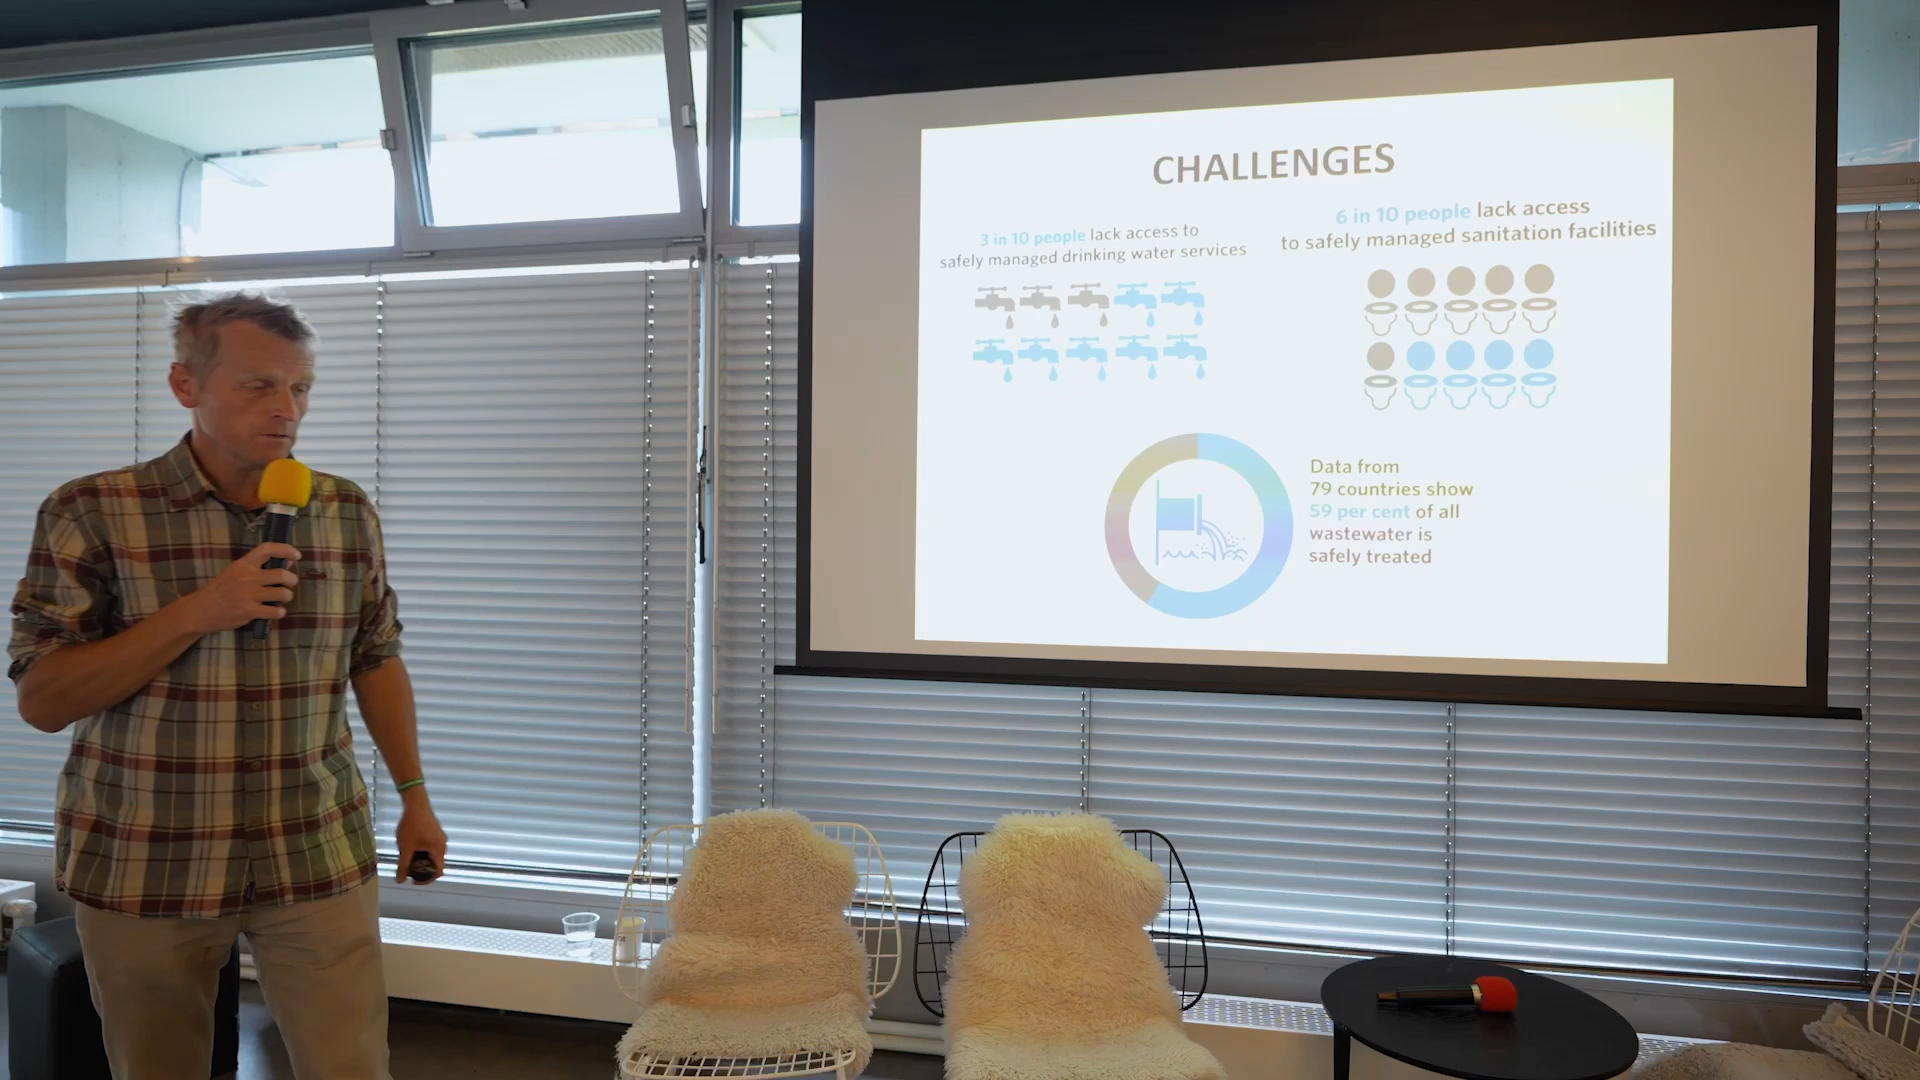 CHALLENGES
3 in 10 people lack access to
safely managed drinking water services
6 in 10 people lack access
to safely managed sanitation facilities
Data from
79 countries show
59 per cent of all
wastewater is
safely treated